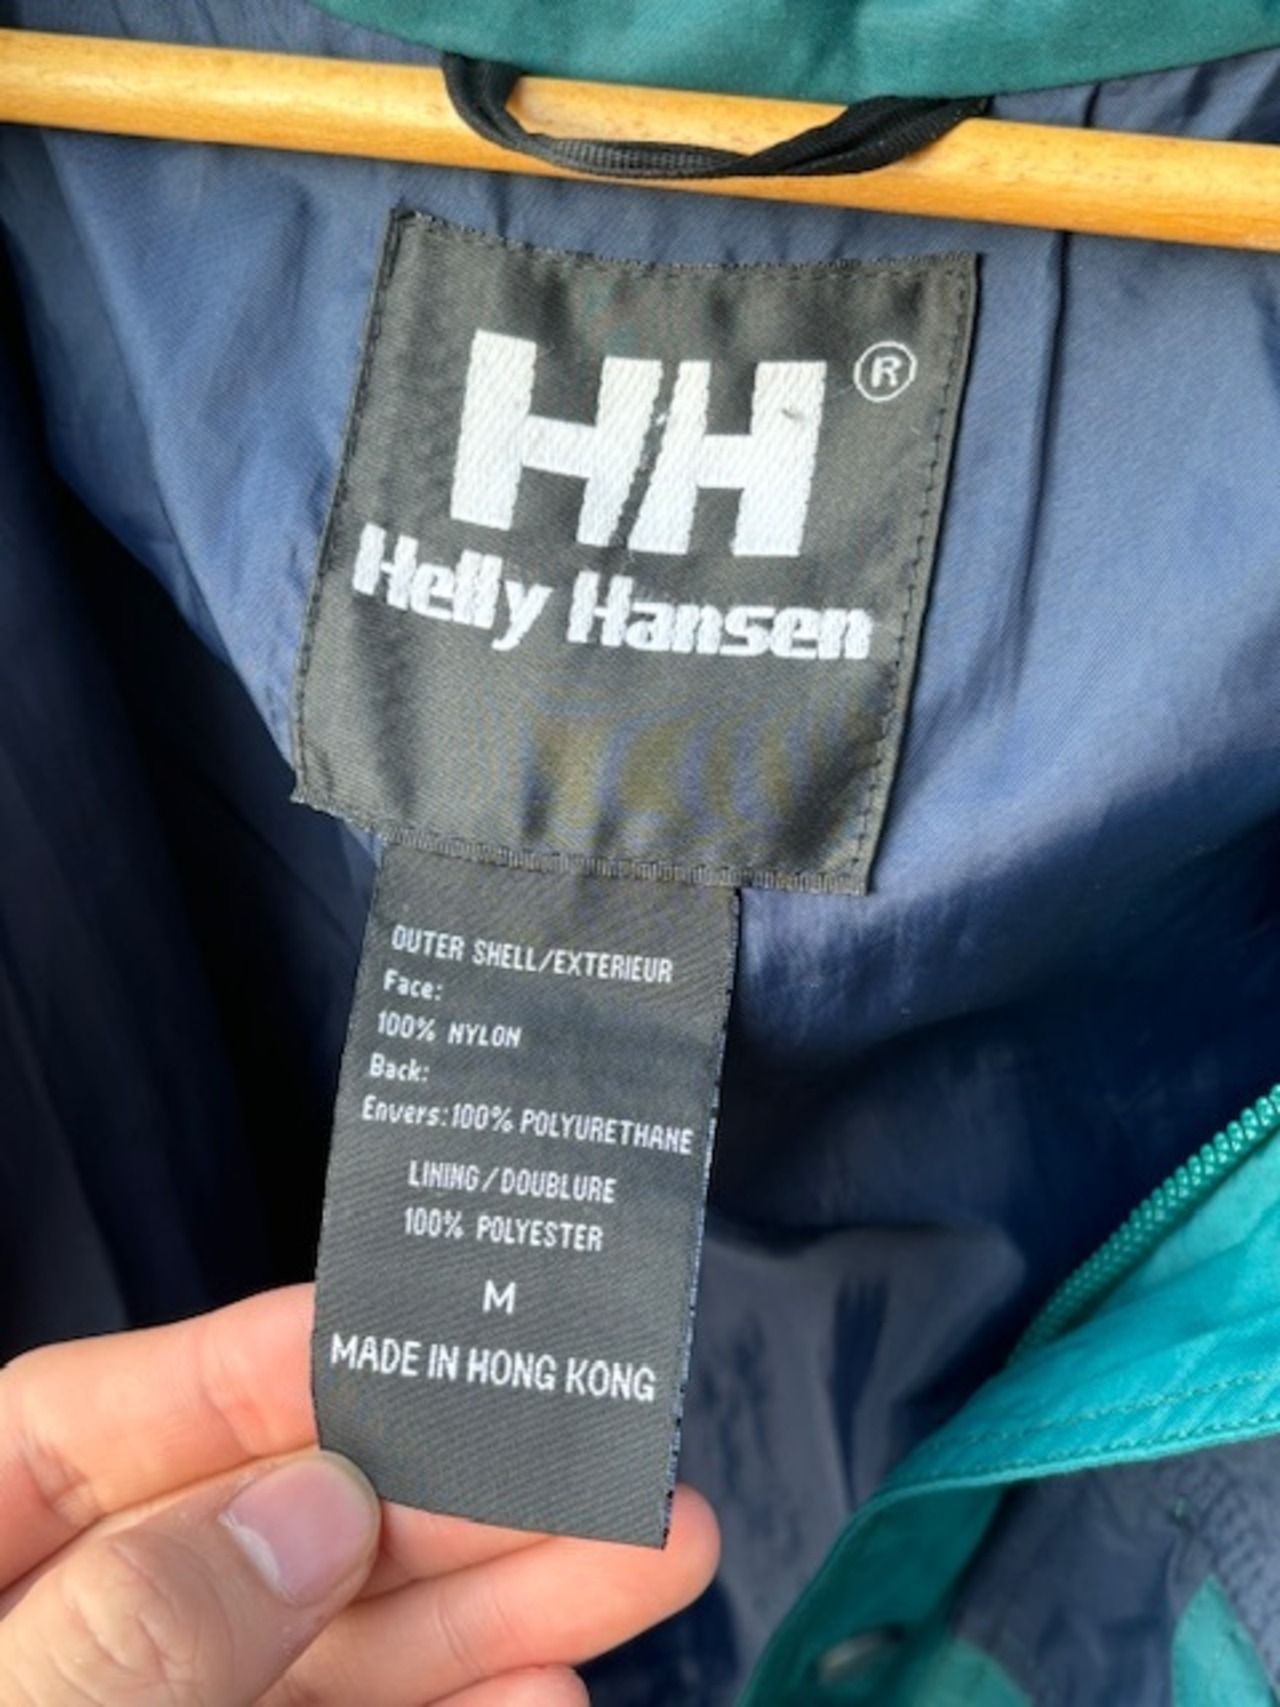 HH ®
Helly Hansen
OUTER SHELL/EXTERIEUR
Face:
100% NYLON
Back:
Envers:100% POLYURETHANE
LINING/DOUBLURE
100% POLYESTER
M
MADE IN HONG KONG